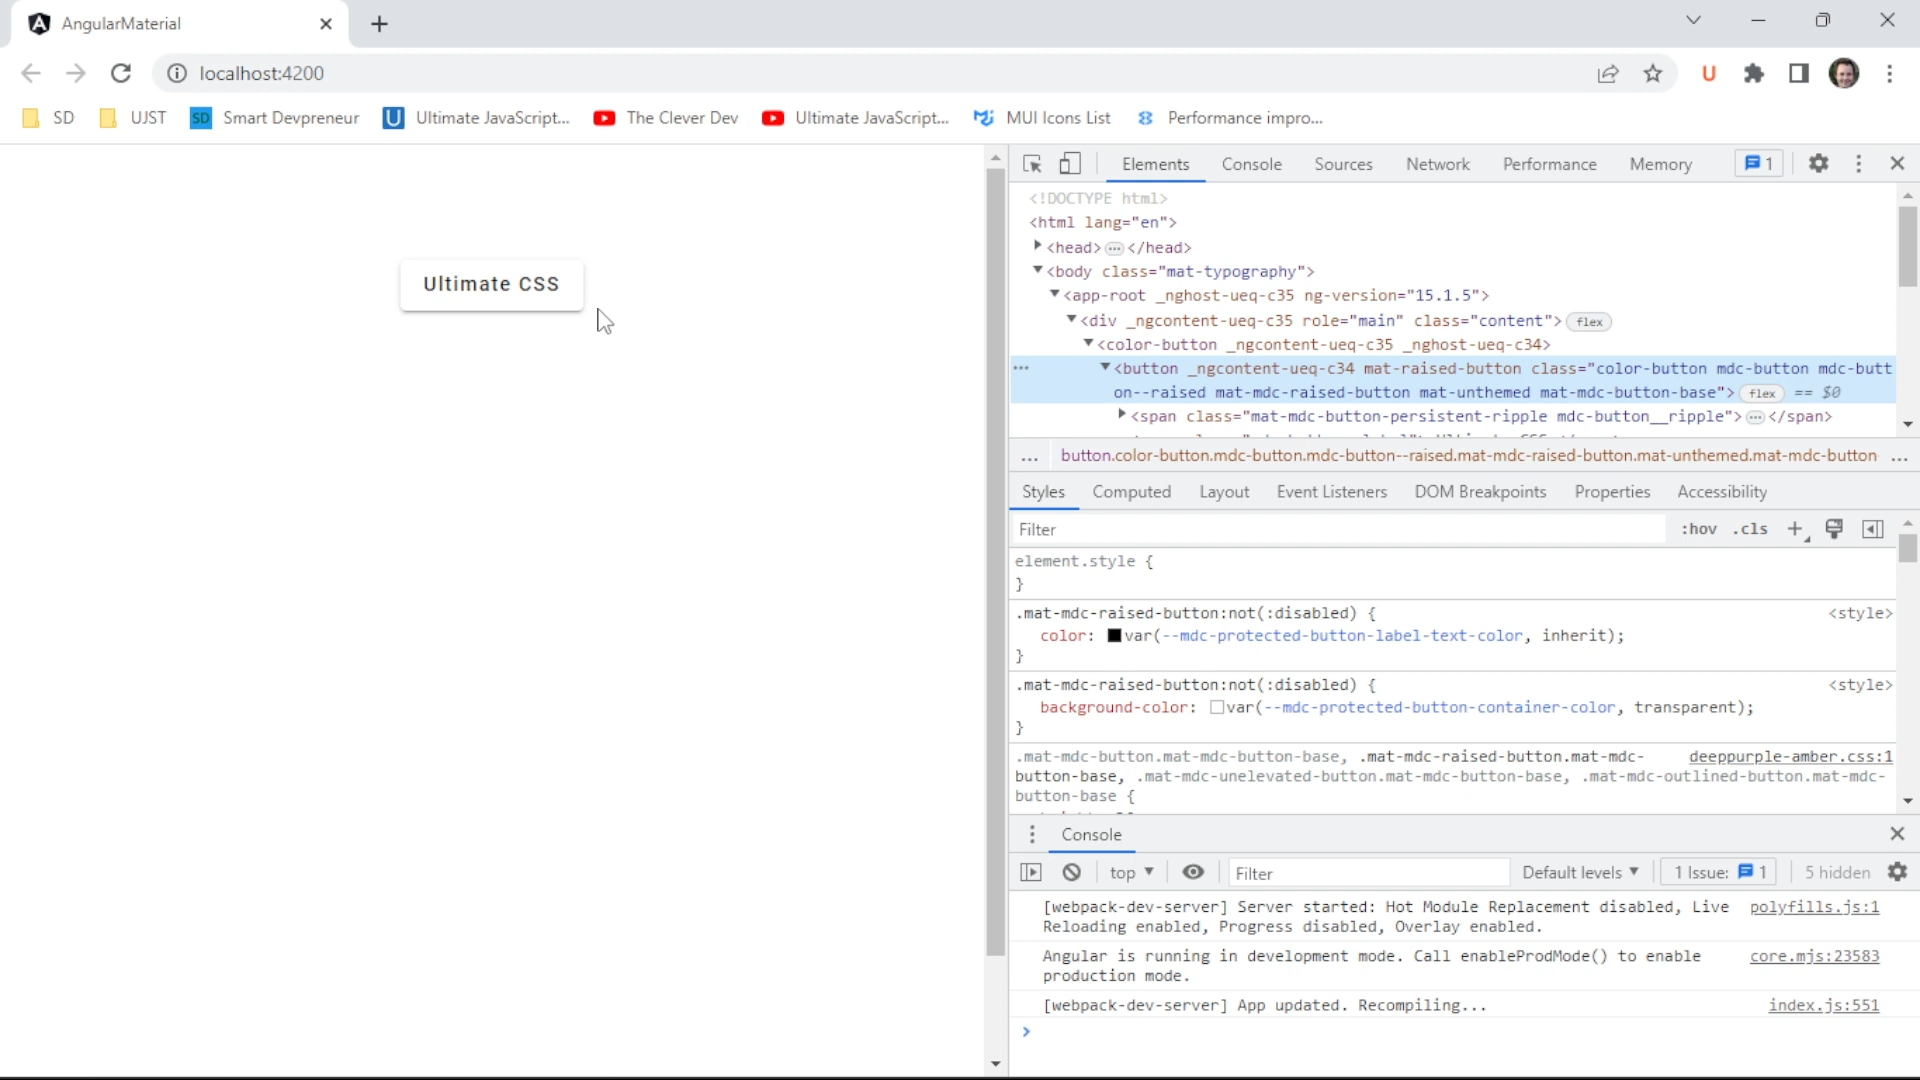 AngularMaterial
localhost:4200
U
SD
UJST
SD Smart Devpreneur
U Ultimate JavaScript...
The Clever Dev
Ultimate JavaScript...
MUI Icons List
Performance impro...
Ultimate CSS
Elements Console Sources Network Performance Memory 1
<!DOCTYPE html>
<html lang="en">
<head> … </head>
<body class="mat-typography">
<app-root _nghost-ueq-c35 ng-version="15.1.5">
<div _ngcontent-ueq-c35 role="main" class="content"> flex
<color-button _ngcontent-ueq-c35 _nghost-ueq-c34>
… <button _ngcontent-ueq-c34 mat-raised-button class="color-button mdc-button mdc-butt
on--raised mat-mdc-raised-button mat-unthemed mat-mdc-button-base"> flex == $0
<span class="mat-mdc-button-persistent-ripple mdc-button__ripple"> … </span>
... button.color-button.mdc-button.mdc-button--raised.mat-mdc-raised-button.mat-unthemed.mat-mdc-button ...
Styles Computed Layout Event Listeners DOM Breakpoints Properties Accessibility
Filter :hov .cls +
element.style {
}
.mat-mdc-raised-button:not(:disabled) { <style>
color: var(--mdc-protected-button-label-text-color, inherit);
}
.mat-mdc-raised-button:not(:disabled) { <style>
background-color: var(--mdc-protected-button-container-color, transparent);
}
.mat-mdc-button.mat-mdc-button-base, .mat-mdc-raised-button.mat-mdc- deeppurple-amber.css:1
button-base, .mat-mdc-unelevated-button.mat-mdc-button-base, .mat-mdc-outlined-button.mat-mdc-
button-base {
Console
top Filter Default levels 1 Issue: 1 5 hidden
[webpack-dev-server] Server started: Hot Module Replacement disabled, Live polyfills.js:1
Reloading enabled, Progress disabled, Overlay enabled.
Angular is running in development mode. Call enableProdMode() to enable core.mjs:23583
production mode.
[webpack-dev-server] App updated. Recompiling... index.js:551